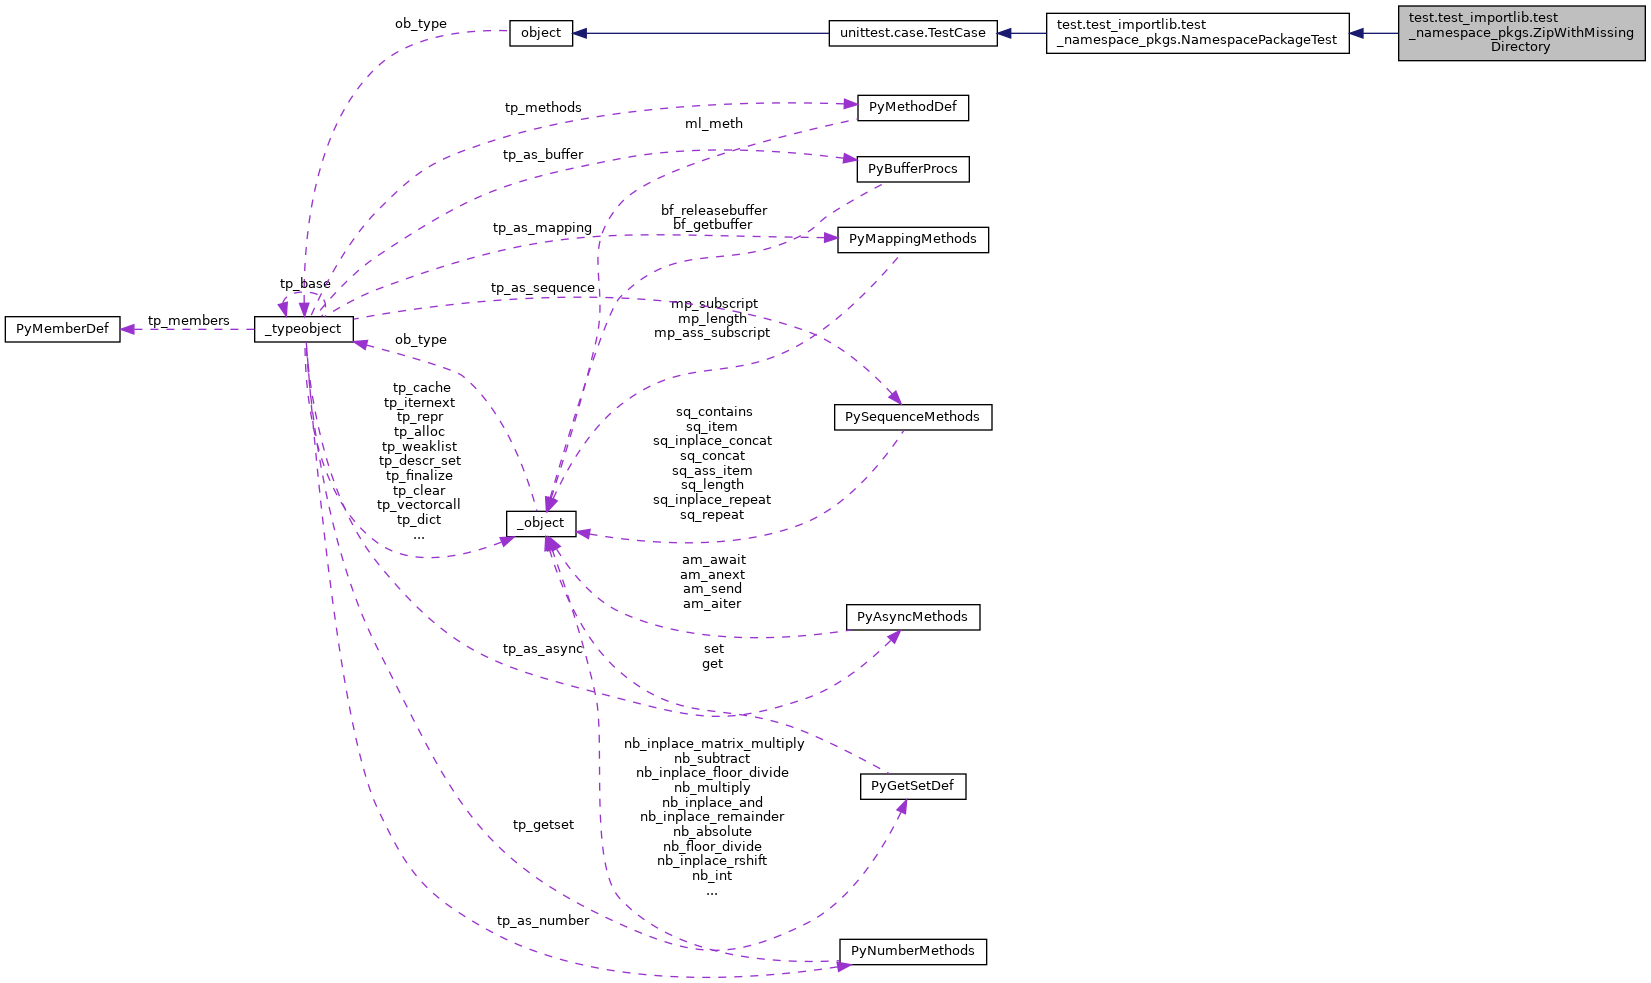 ob_type
object
unittest.case.TestCase
test.test_importlib.test
_namespace_pkgs.NamespacePackageTest
test.test_importlib.test
_namespace_pkgs.ZipWithMissing
Directory
tp_methods
PyMethodDef
ml_meth
tp_as_buffer
PyBufferProcs
bf_releasebuffer
bf_getbuffer
tp_as_mapping
PyMappingMethods
tp_base
tp_as_sequence
mp_subscript
mp_length
mp_ass_subscript
PyMemberDef
tp_members
_typeobject
ob_type
tp_cache
tp_iternext
tp_repr
tp_alloc
tp_weaklist
tp_descr_set
tp_finalize
tp_clear
tp_vectorcall
tp_dict
...
sq_contains
sq_item
sq_inplace_concat
sq_concat
sq_ass_item
sq_length
sq_inplace_repeat
sq_repeat
PySequenceMethods
_object
am_await
am_anext
am_send
am_aiter
PyAsyncMethods
tp_as_async
set
get
nb_inplace_matrix_multiply
nb_subtract
nb_inplace_floor_divide
nb_multiply
nb_inplace_and
nb_inplace_remainder
nb_absolute
nb_floor_divide
nb_inplace_rshift
nb_int
...
PyGetSetDef
tp_getset
tp_as_number
PyNumberMethods